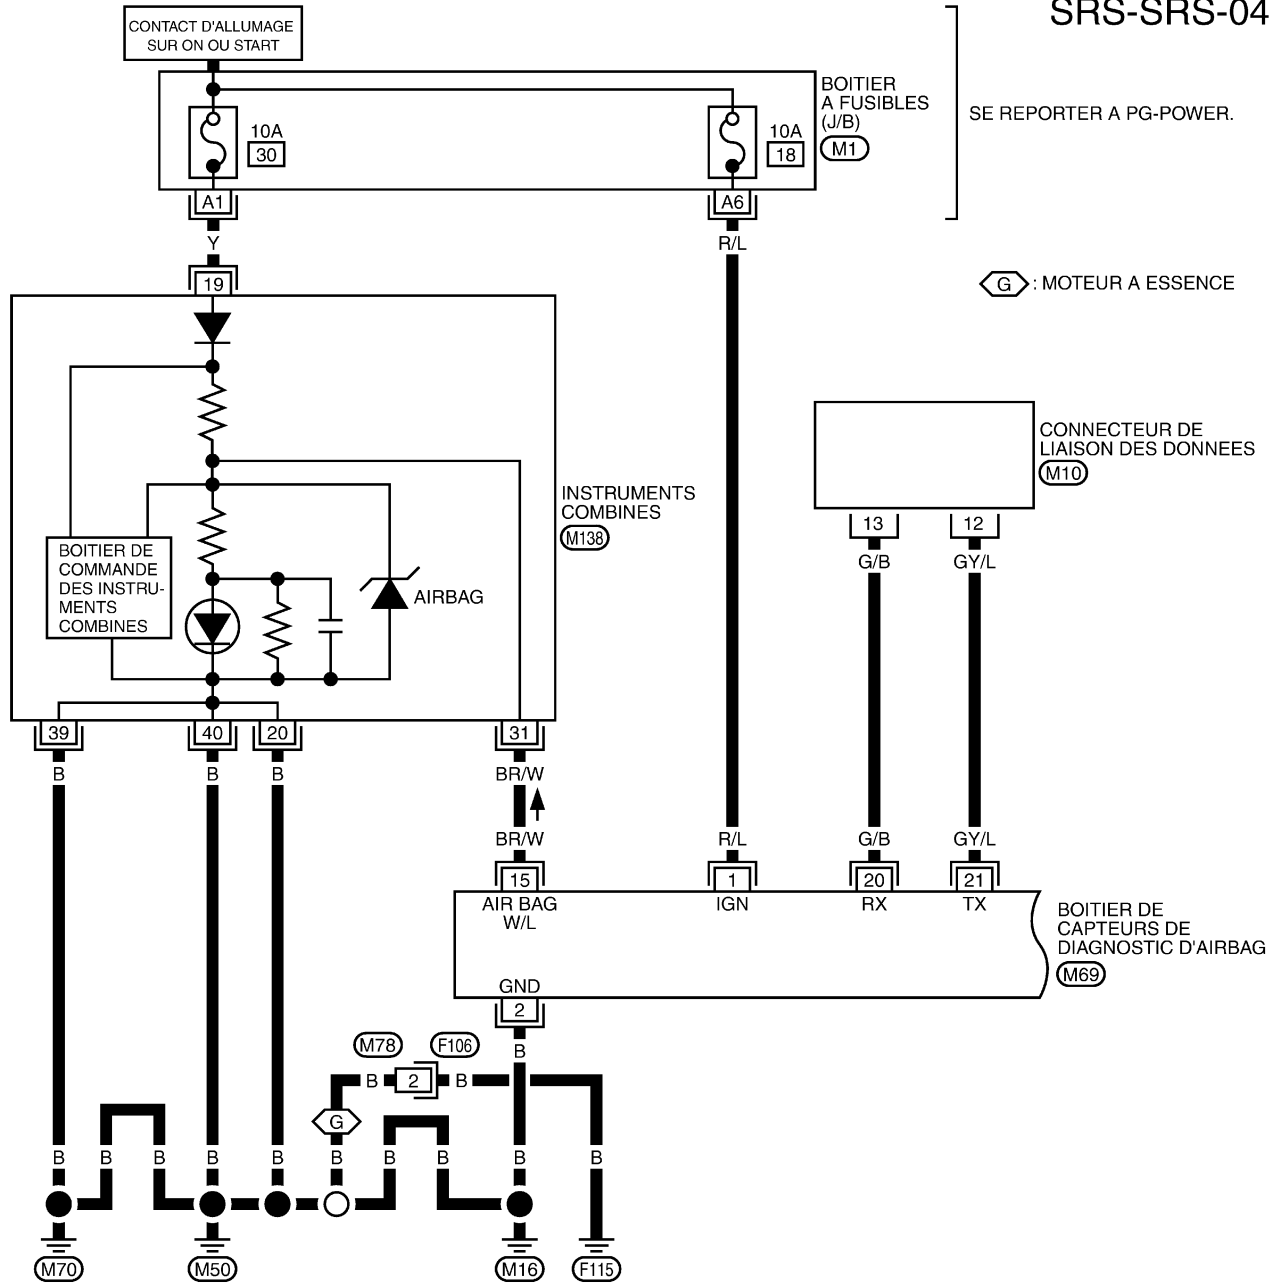 SRS-SRS-04
CONTACT D'ALLUMAGE
SUR ON OU START
BOITIER
A FUSIBLES
(J/B)
M1
SE REPORTER A PG-POWER.
10A
30
10A
18
A1
A6
Y
R/L
19
G : MOTEUR A ESSENCE
CONNECTEUR DE
LIAISON DES DONNEES
M10
INSTRUMENTS
COMBINES
M138
13
12
G/B
GY/L
BOITIER DE
COMMANDE
DES INSTRU-
MENTS
COMBINES
AIRBAG
39
40
20
31
B
B
B
BR/W
BR/W
R/L
G/B
GY/L
15
1
20
21
AIR BAG
W/L
IGN
RX
TX
BOITIER DE
CAPTEURS DE
DIAGNOSTIC D'AIRBAG
M69
GND
2
B
M78
F106
B
2
B
G
B
B
B
B
B
B
B
B
B
B
M70
M50
M16
F115